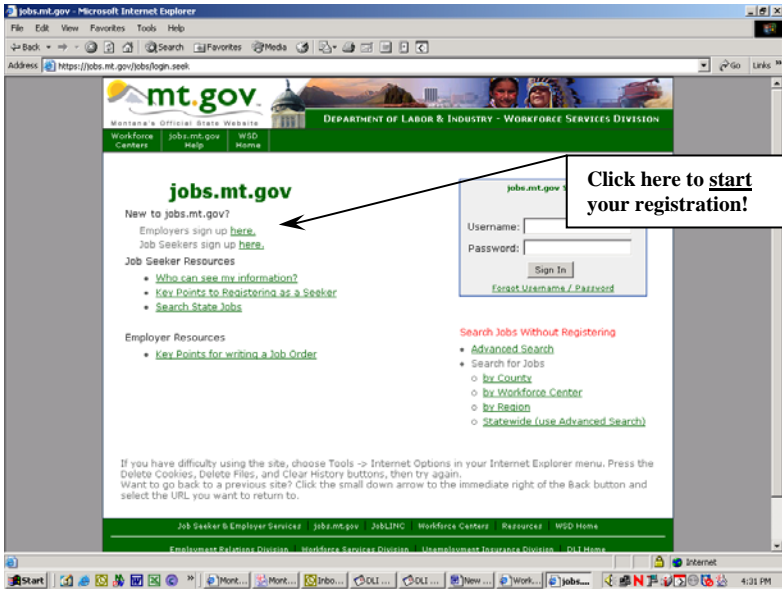 jobs.mt.gov - Microsoft Internet Explorer
File Edit View Favorites Tools Help
Back Search Favorites Media
Address https://jobs.mt.gov/jobs/login.seek Go Links »
mt.gov
Montana's Official State Website
DEPARTMENT OF LABOR & INDUSTRY - WORKFORCE SERVICES DIVISION
Workforce Centers jobs.mt.gov Help WSD Home
Click here to start
your registration!
jobs.mt.gov
jobs.mt.gov S
New to jobs.mt.gov?
Employers sign up here.
Job Seekers sign up here.
Username:
Password:
Sign In
Forgot Username / Password
Job Seeker Resources
Who can see my information?
Key Points to Registering as a Seeker
Search State Jobs
Employer Resources
Key Points for writing a Job Order
Search Jobs Without Registering
Advanced Search
Search for Jobs
by County
by Workforce Center
by Region
Statewide (use Advanced Search)
If you have difficulty using the site, choose Tools -> Internet Options in your Internet Explorer menu. Press the
Delete Cookies, Delete Files, and Clear History buttons, then try again.
Want to go back to a previous site? Click the small down arrow to the immediate right of the Back button and
select the URL you want to return to.
Job Seeker & Employer Services jobs.mt.gov JobLINC Workforce Centers Resources WSD Home
Employment Relations Division Workforce Services Division Unemployment Insurance Division DLI Home
Internet
Start » Mont... Mont... Inbo... DLI ... DLI ... New ... Work... jobs.... 4:31 PM